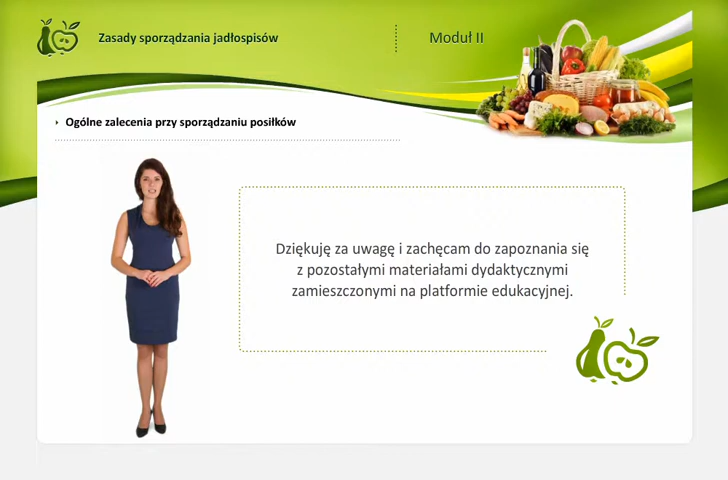 Zasady sporządzania jadłospisów
Moduł II
Ogólne zalecenia przy sporządzaniu posiłków
Dziękuję za uwagę i zachęcam do zapoznania się
z pozostałymi materiałami dydaktycznymi
zamieszczonymi na platformie edukacyjnej.